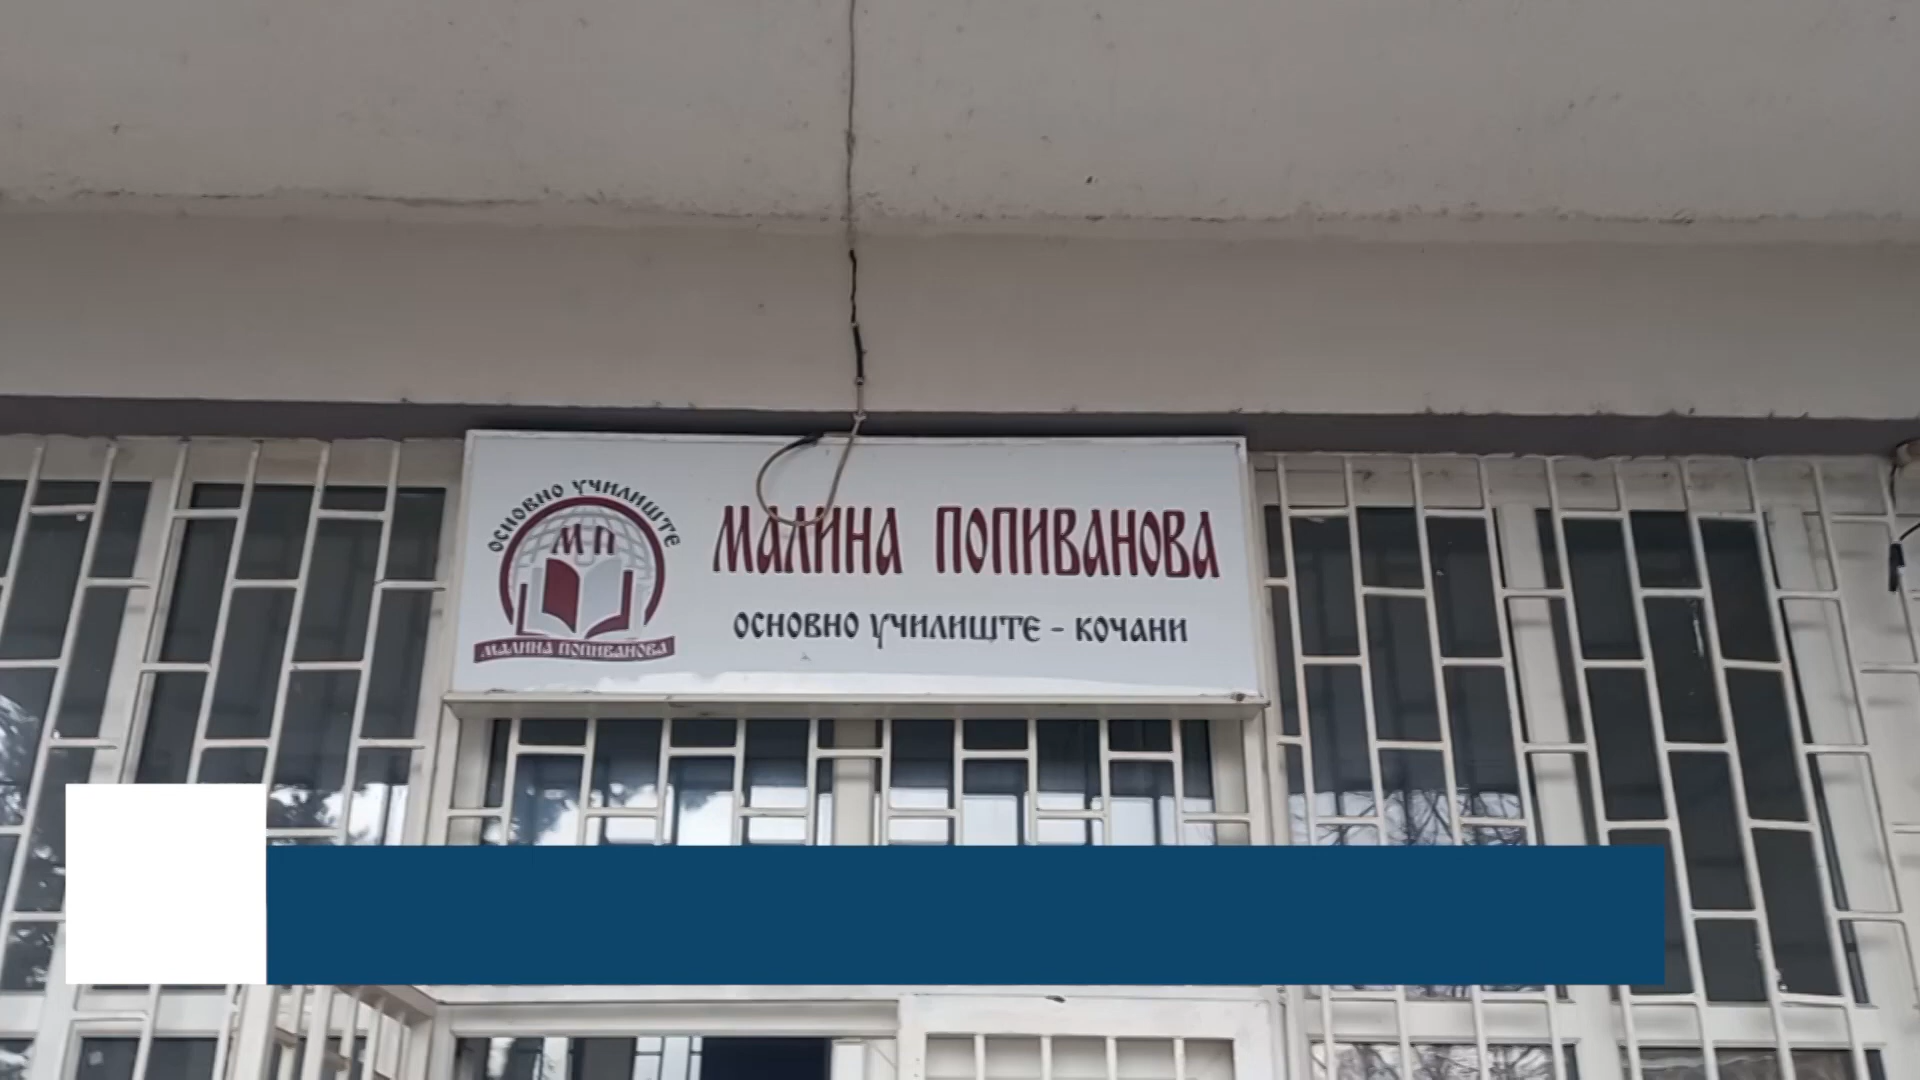 ОСНОВНО УЧИЛИШТЕ
МП
МАЛИНА ПОПИВАНОВА
МАЛИНА ПОПИВАНОВА
ОСНОВНО УЧИЛИШТЕ - КОЧАНИ